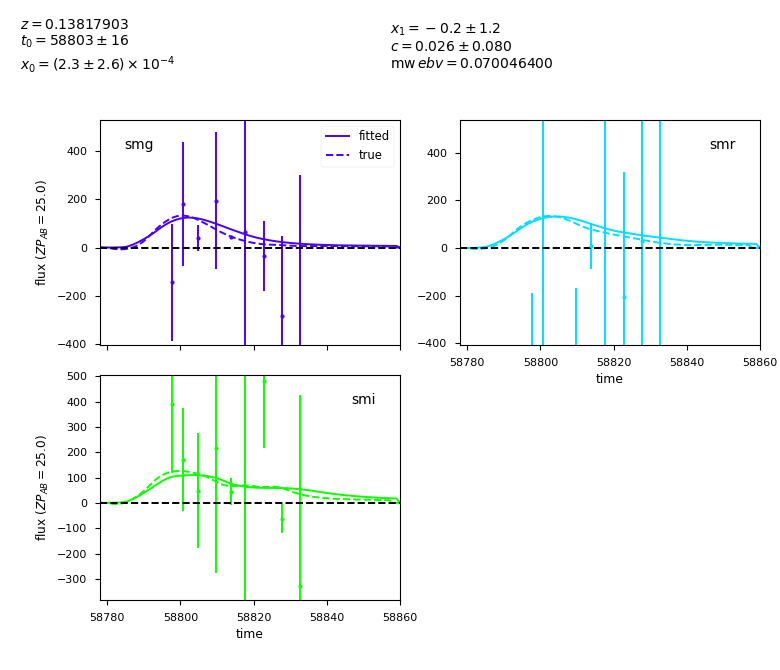 z = 0.13817903
t₀ = 58803 ± 16
x₀ = (2.3 ± 2.6) × 10⁻⁴
x₁ = −0.2 ± 1.2
c = 0.026 ± 0.080
mw ebv = 0.070046400
smg
fitted
true
400
200
0
−200
−400
flux (ZP_AB = 25.0)
smr
400
200
0
−200
−400
58780 58800 58820 58840 58860
time
smi
500
400
300
200
100
0
−100
−200
−300
flux (ZP_AB = 25.0)
58780 58800 58820 58840 58860
time